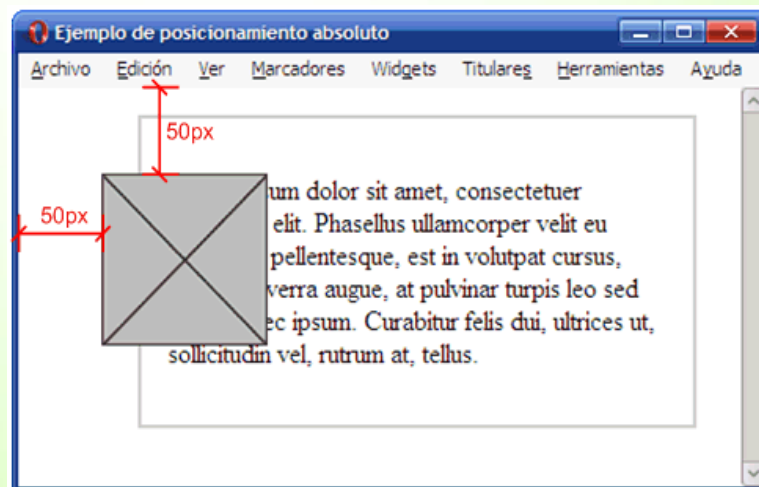 Ejemplo de posicionamiento absoluto
Archivo Edición Ver Marcadores Widgets Titulares Herramientas Ayuda
50px
50px
sum dolor sit amet, consectetuer
elit. Phasellus ullamcorper velit eu
pellentesque, est in volutpat cursus,
verra augue, at pulvinar turpis leo sed
ec ipsum. Curabitur felis dui, ultrices ut,
sollicitudin vel, rutrum at, tellus.